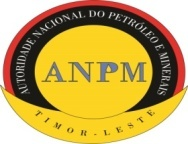 AUTORIDADE NACIONAL DO PETRÓLEO E MINERAIS
ANPM
TIMOR-LESTE